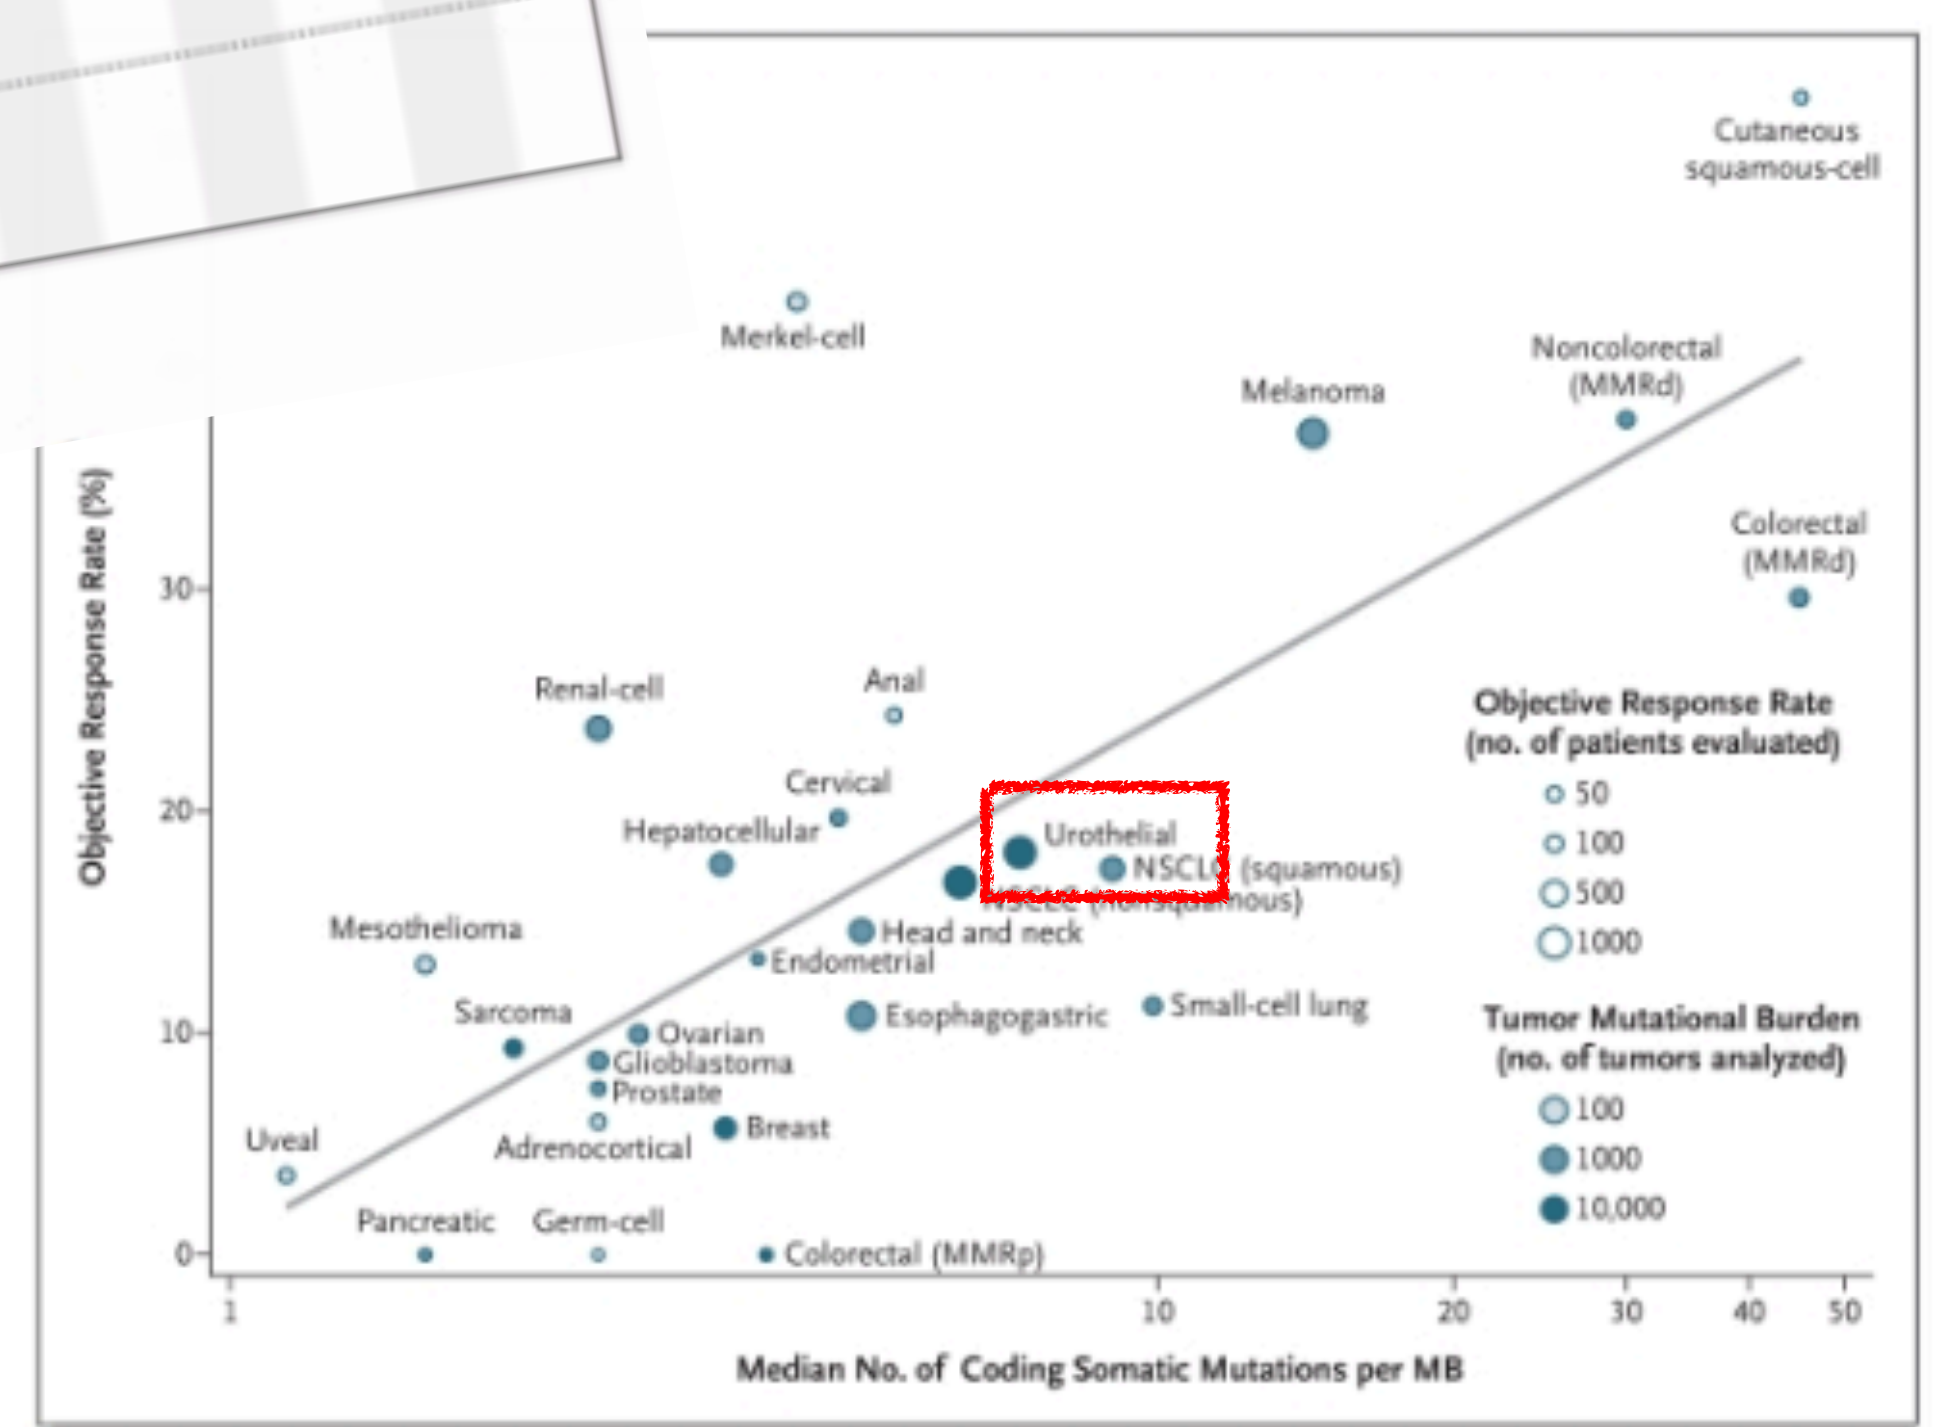 Cutaneous
squamous-cell
Merkel-cell
Noncolorectal
(MMRd)
Melanoma
Colorectal
(MMRd)
Objective Response Rate (%)
30
20
10
0
Renal-cell
Anal
Cervical
Hepatocellular
Urothelial
NSCLC (squamous)
NSCLC (nonsquamous)
Mesothelioma
Head and neck
Endometrial
Sarcoma
Esophagogastric
Small-cell lung
Ovarian
Glioblastoma
Prostate
Breast
Adrenocortical
Uveal
Pancreatic
Germ-cell
Colorectal (MMRp)
Objective Response Rate
(no. of patients evaluated)
50
100
500
1000
Tumor Mutational Burden
(no. of tumors analyzed)
100
1000
10,000
1 10 20 30 40 50
Median No. of Coding Somatic Mutations per MB